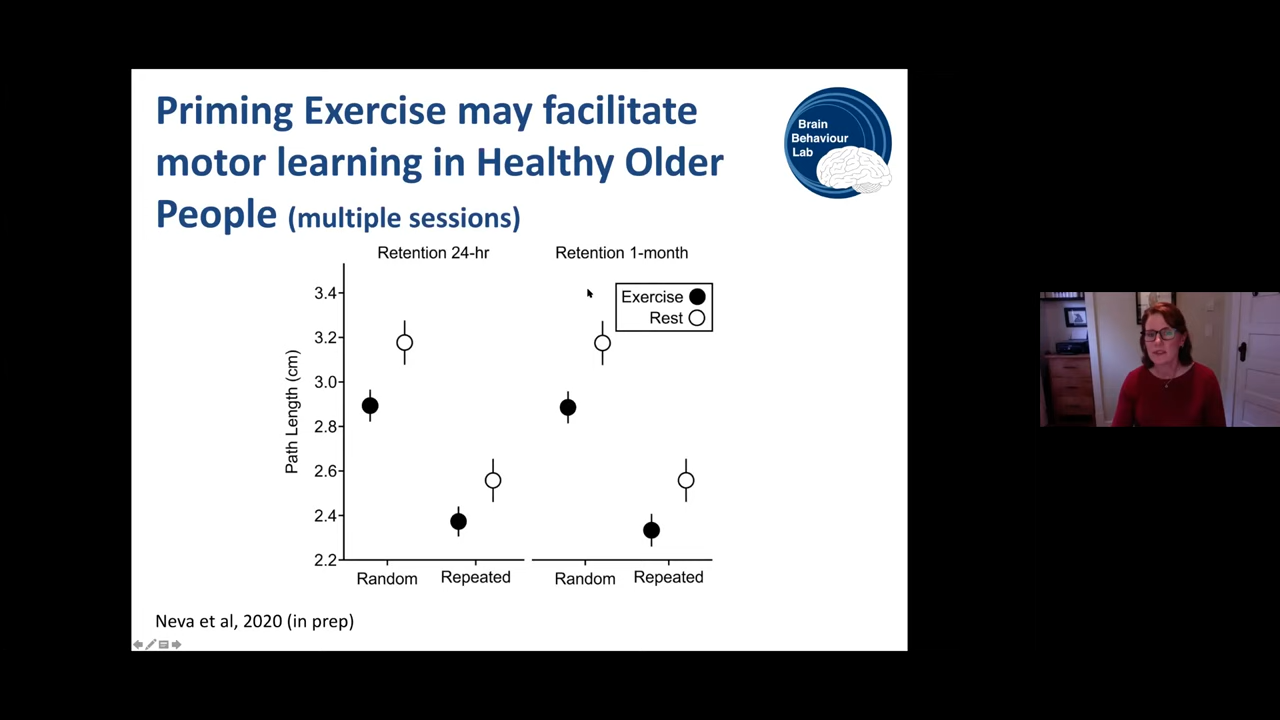 Priming Exercise may facilitate
motor learning in Healthy Older
People (multiple sessions)
Brain
Behaviour
Lab
Retention 24-hr
Retention 1-month
Exercise
Rest
Path Length (cm)
3.4
3.2
3.0
2.8
2.6
2.4
2.2
Random
Repeated
Random
Repeated
Neva et al, 2020 (in prep)